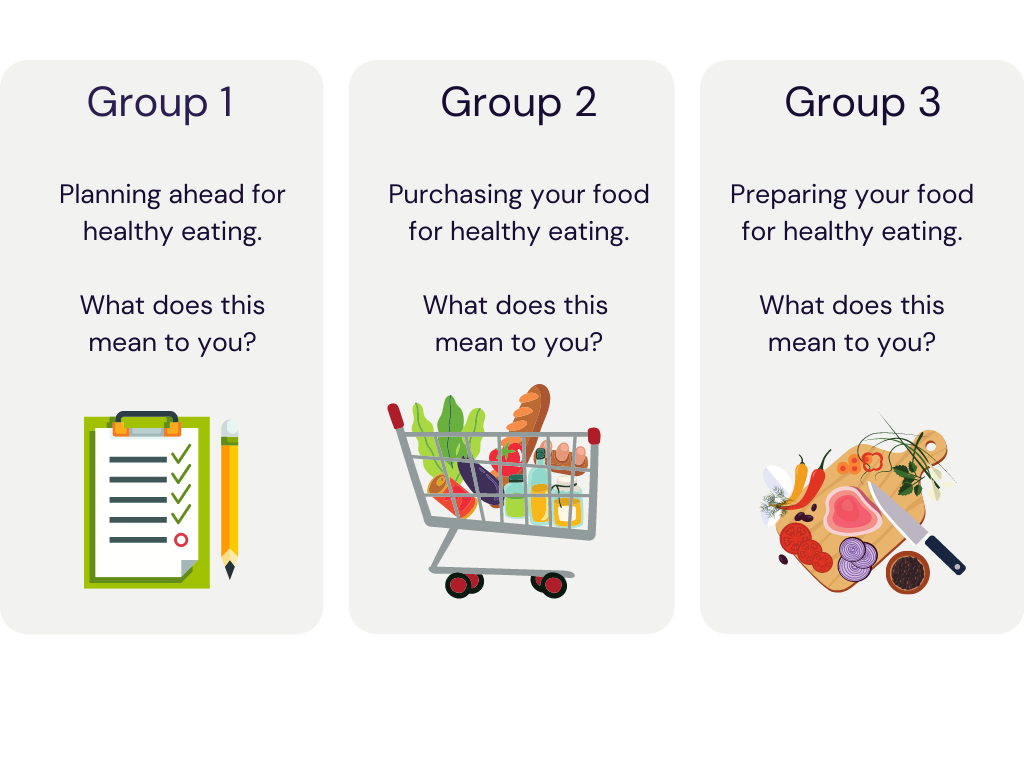 Group 1
Planning ahead for
healthy eating.
What does this
mean to you?
Group 2
Purchasing your food
for healthy eating.
What does this
mean to you?
Group 3
Preparing your food
for healthy eating.
What does this
mean to you?